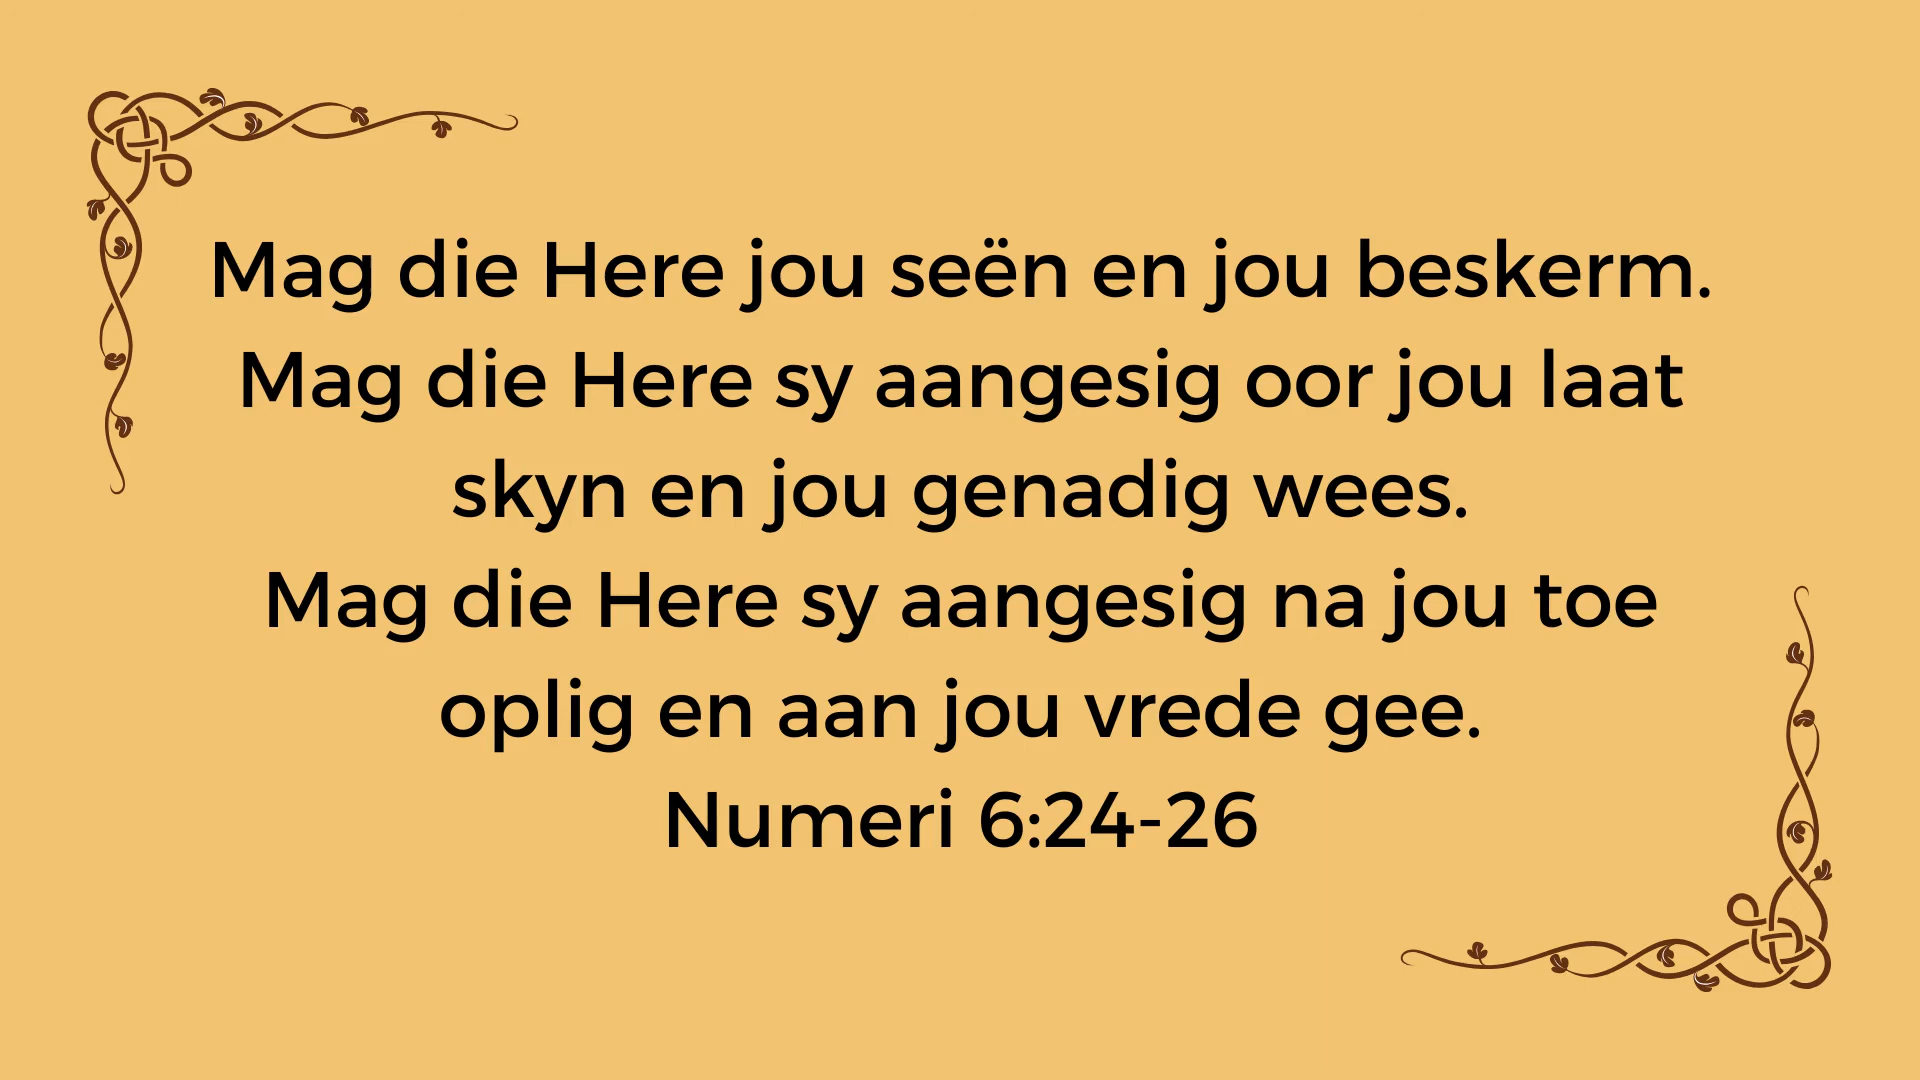 Mag die Here jou seën en jou beskerm.
Mag die Here sy aangesig oor jou laat
skyn en jou genadig wees.
Mag die Here sy aangesig na jou toe
oplig en aan jou vrede gee.
Numeri 6:24-26